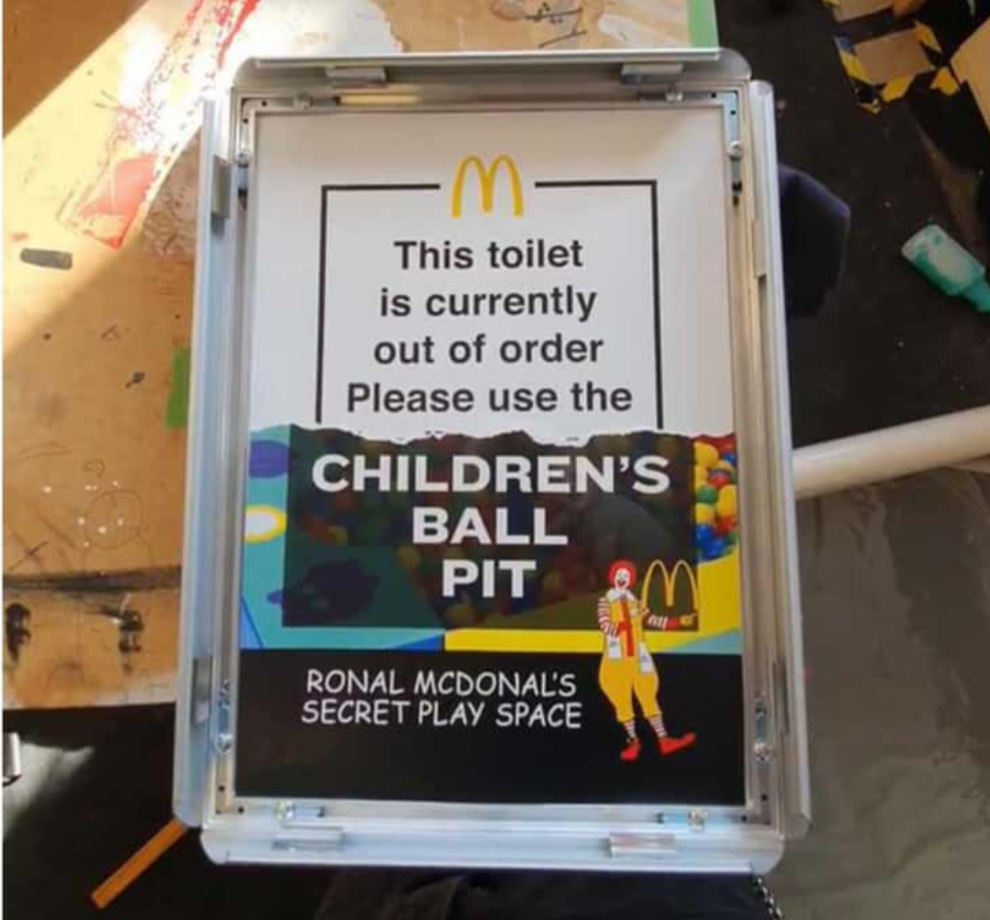 This toilet
is currently
out of order
Please use the
CHILDREN'S
BALL
PIT
RONAL MCDONAL'S
SECRET PLAY SPACE